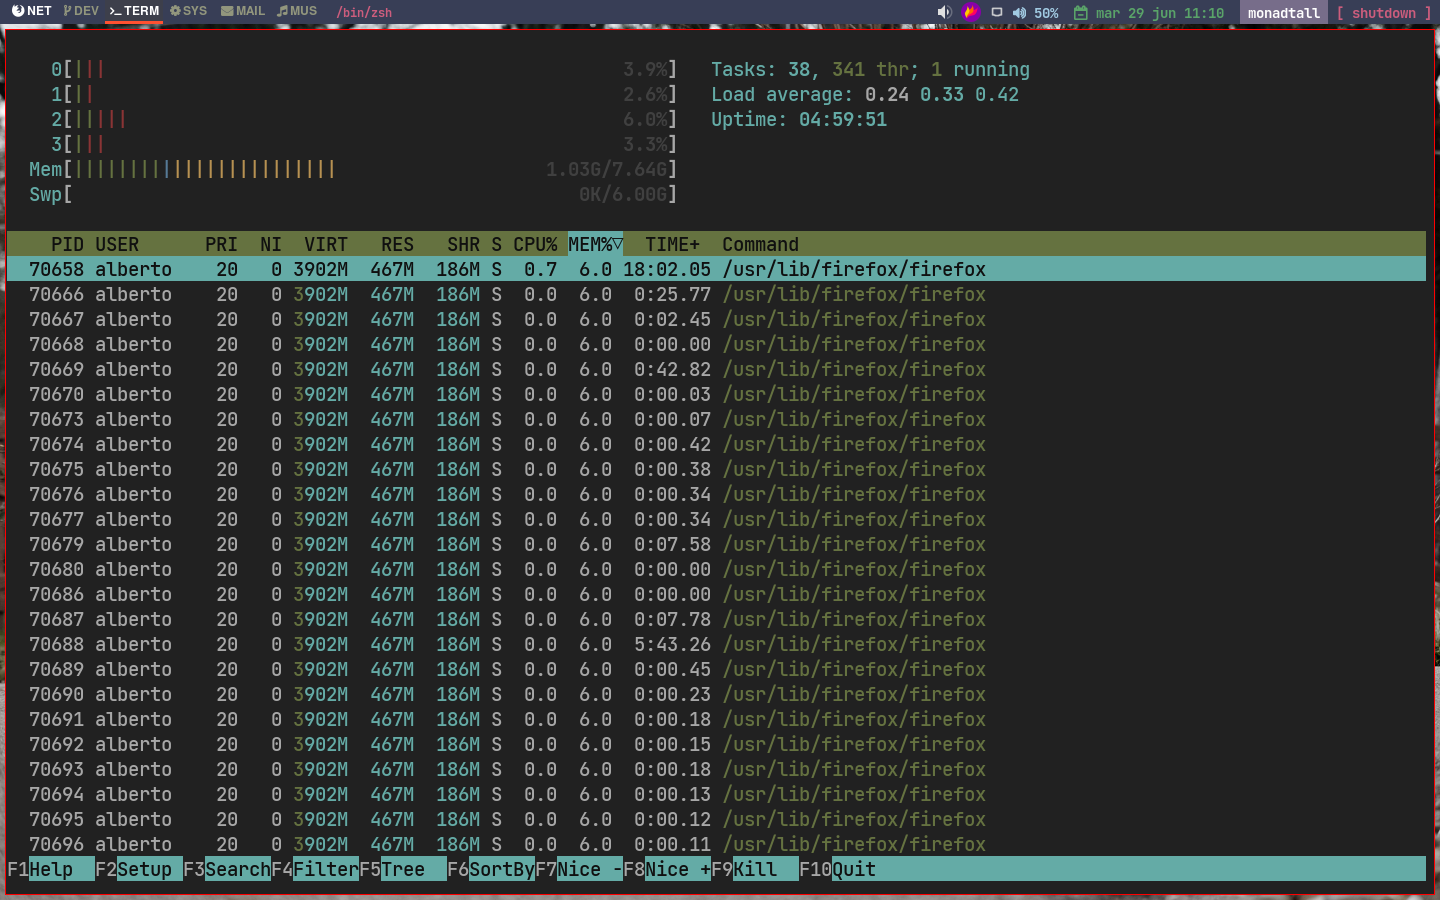 NET DEV >_TERM SYS MAIL MUS /bin/zsh 50% mar 29 jun 11:10 monadtall [ shutdown ]
0[||| 3.9%] Tasks: 38, 341 thr; 1 running
1[|| 2.6%] Load average: 0.24 0.33 0.42
2[||||| 6.0%] Uptime: 04:59:51
3[||| 3.3%]
Mem[|||||||||||||||||||||||| 1.03G/7.64G]
Swp[ 0K/6.00G]
PID USER PRI NI VIRT RES SHR S CPU% MEM%▽ TIME+ Command
70658 alberto 20 0 3902M 467M 186M S 0.7 6.0 18:02.05 /usr/lib/firefox/firefox
70666 alberto 20 0 3902M 467M 186M S 0.0 6.0 0:25.77 /usr/lib/firefox/firefox
70667 alberto 20 0 3902M 467M 186M S 0.0 6.0 0:02.45 /usr/lib/firefox/firefox
70668 alberto 20 0 3902M 467M 186M S 0.0 6.0 0:00.00 /usr/lib/firefox/firefox
70669 alberto 20 0 3902M 467M 186M S 0.0 6.0 0:42.82 /usr/lib/firefox/firefox
70670 alberto 20 0 3902M 467M 186M S 0.0 6.0 0:00.03 /usr/lib/firefox/firefox
70673 alberto 20 0 3902M 467M 186M S 0.0 6.0 0:00.07 /usr/lib/firefox/firefox
70674 alberto 20 0 3902M 467M 186M S 0.0 6.0 0:00.42 /usr/lib/firefox/firefox
70675 alberto 20 0 3902M 467M 186M S 0.0 6.0 0:00.38 /usr/lib/firefox/firefox
70676 alberto 20 0 3902M 467M 186M S 0.0 6.0 0:00.34 /usr/lib/firefox/firefox
70677 alberto 20 0 3902M 467M 186M S 0.0 6.0 0:00.34 /usr/lib/firefox/firefox
70679 alberto 20 0 3902M 467M 186M S 0.0 6.0 0:07.58 /usr/lib/firefox/firefox
70680 alberto 20 0 3902M 467M 186M S 0.0 6.0 0:00.00 /usr/lib/firefox/firefox
70686 alberto 20 0 3902M 467M 186M S 0.0 6.0 0:00.00 /usr/lib/firefox/firefox
70687 alberto 20 0 3902M 467M 186M S 0.0 6.0 0:07.78 /usr/lib/firefox/firefox
70688 alberto 20 0 3902M 467M 186M S 0.0 6.0 5:43.26 /usr/lib/firefox/firefox
70689 alberto 20 0 3902M 467M 186M S 0.0 6.0 0:00.45 /usr/lib/firefox/firefox
70690 alberto 20 0 3902M 467M 186M S 0.0 6.0 0:00.23 /usr/lib/firefox/firefox
70691 alberto 20 0 3902M 467M 186M S 0.0 6.0 0:00.18 /usr/lib/firefox/firefox
70692 alberto 20 0 3902M 467M 186M S 0.0 6.0 0:00.15 /usr/lib/firefox/firefox
70693 alberto 20 0 3902M 467M 186M S 0.0 6.0 0:00.18 /usr/lib/firefox/firefox
70694 alberto 20 0 3902M 467M 186M S 0.0 6.0 0:00.13 /usr/lib/firefox/firefox
70695 alberto 20 0 3902M 467M 186M S 0.0 6.0 0:00.12 /usr/lib/firefox/firefox
70696 alberto 20 0 3902M 467M 186M S 0.0 6.0 0:00.11 /usr/lib/firefox/firefox
F1Help F2Setup F3SearchF4FilterF5Tree F6SortByF7Nice -F8Nice +F9Kill F10Quit